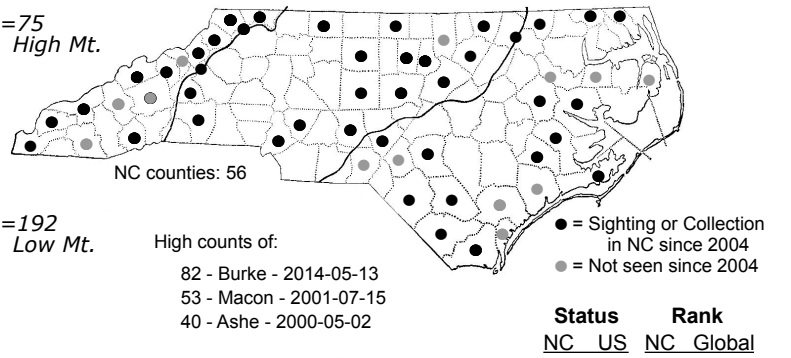 =75
High Mt.
NC counties: 56
=192
Low Mt.
High counts of:
82 - Burke - 2014-05-13
53 - Macon - 2001-07-15
40 - Ashe - 2000-05-02
● = Sighting or Collection
in NC since 2004
● = Not seen since 2004
Status Rank
NC US NC Global